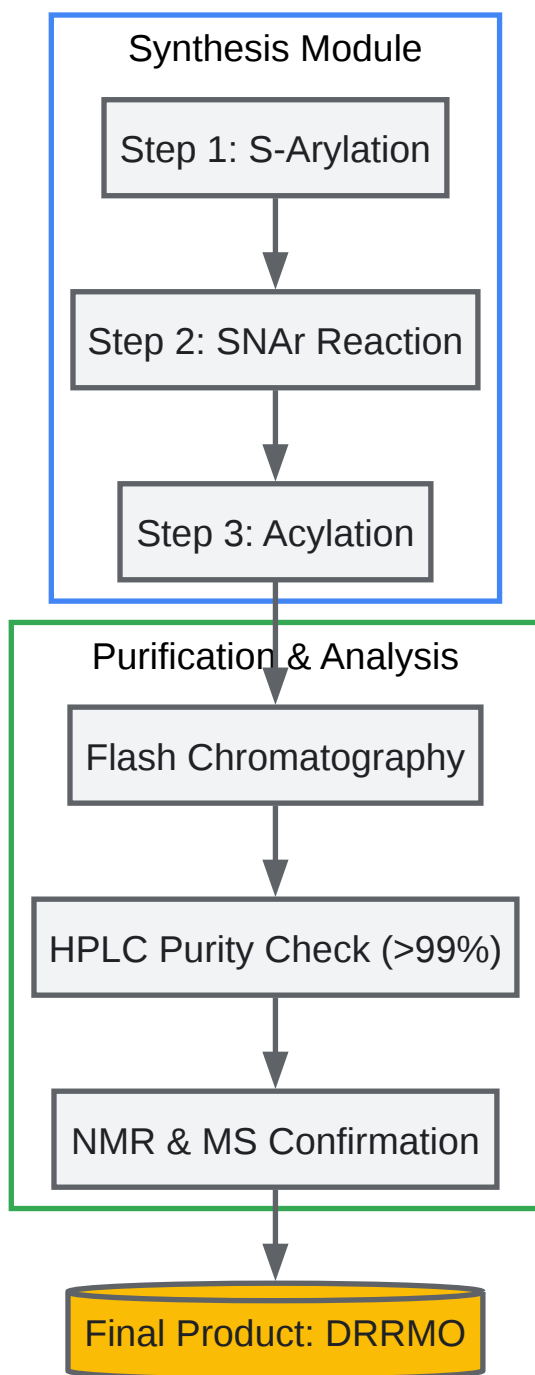 Synthesis Module
Step 1: S-Arylation
Step 2: SNAr Reaction
Step 3: Acylation
Purification & Analysis
Flash Chromatography
HPLC Purity Check (>99%)
NMR & MS Confirmation
Final Product: DRRMO